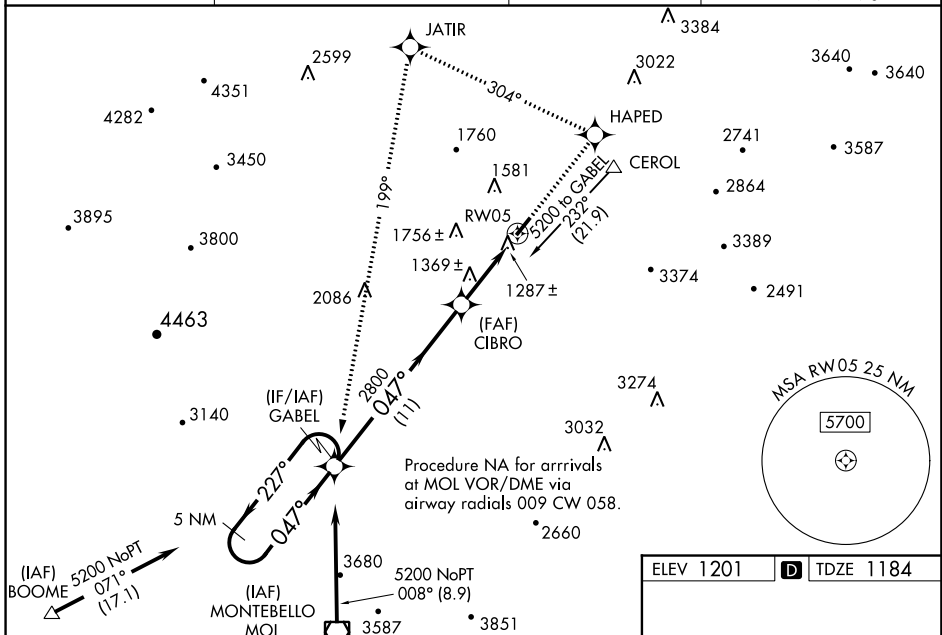 JATIR
3384
2599
3022
3640
3640
4351
304°
4282
HAPED
1760
2741
3587
3450
CEROL
1581
2864
199°
5200 to GABEL
232°
(21.9)
3895
RW05
3800
1756 ±
3389
1369 ±
3374
2086
1287 ±
2491
4463
(FAF)
CIBRO
2800
047°
(11)
MSA RW05 25 NM
5700
(IF/IAF)
GABEL
3274
3140
3032
Procedure NA for arrrivals
at MOL VOR/DME via
airway radials 009 CW 058.
227°
047°
5 NM
2660
(IAF)
BOOME
5200 NoPT
071°
(17.1)
3680
5200 NoPT
008° (8.9)
(IAF)
MONTEBELLO
MOL
3587
3851
ELEV 1201
D
TDZE 1184